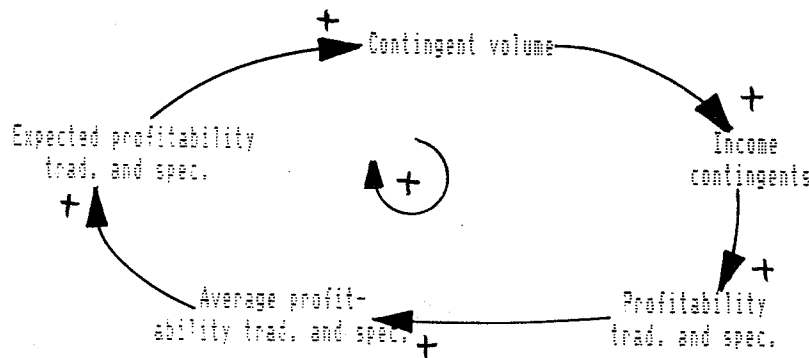 +
Contingent volume
+
Expected profitability
trad. and spec.
Income
contingents
+
+
+
Average profit-
ability trad. and spec.
Profitability
trad. and spec.
+